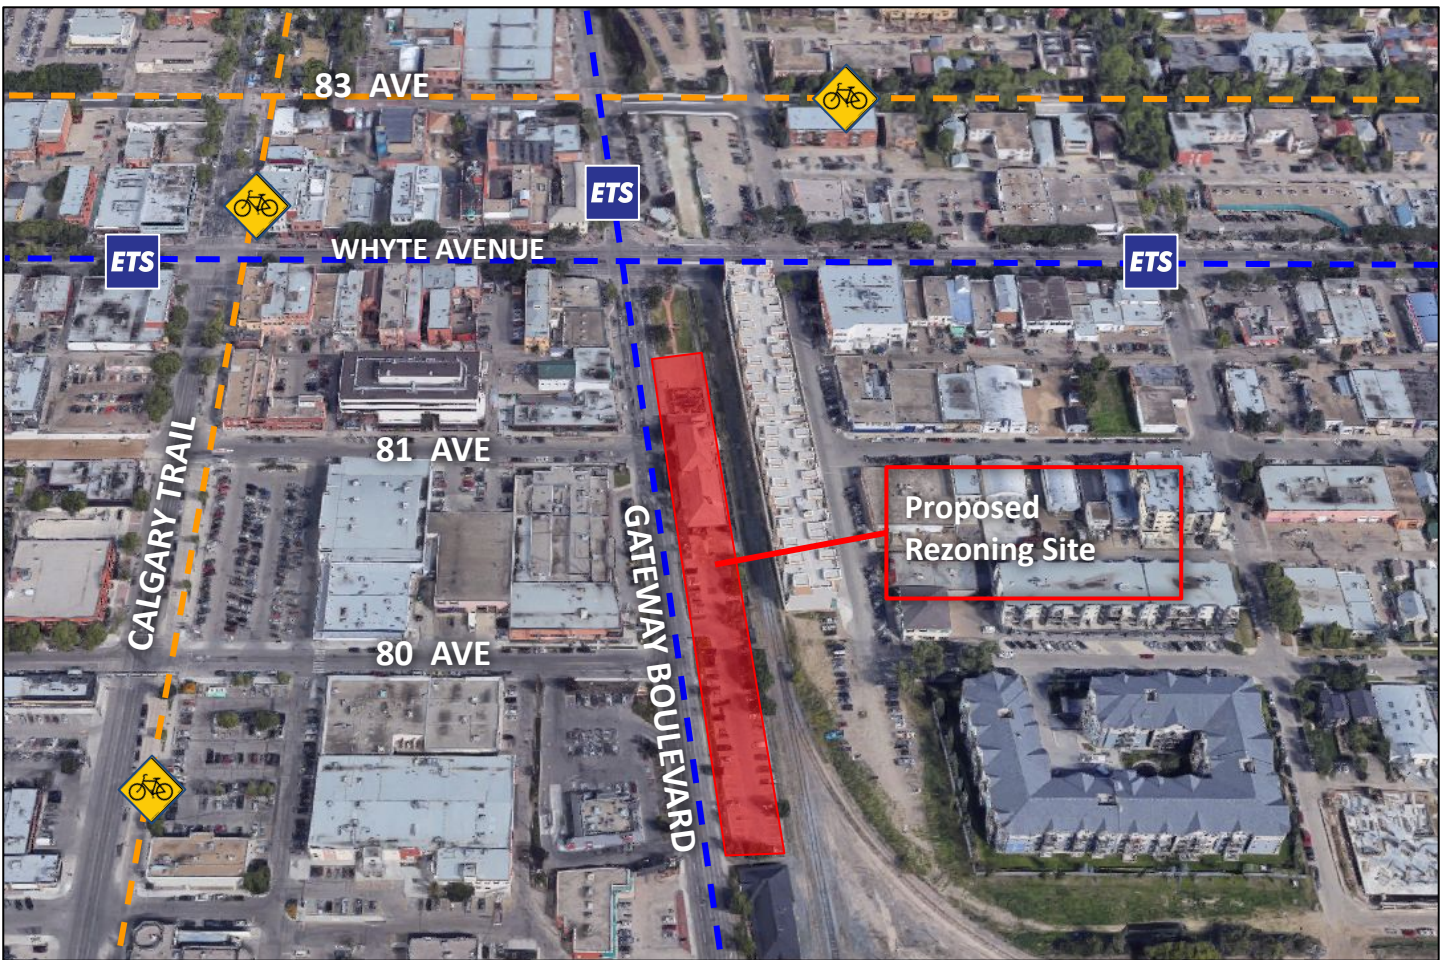 83 AVE
ETS
WHYTE AVENUE
ETS
ETS
CALGARY TRAIL
81 AVE
GATEWAY BOULEVARD
Proposed
Rezoning Site
80 AVE